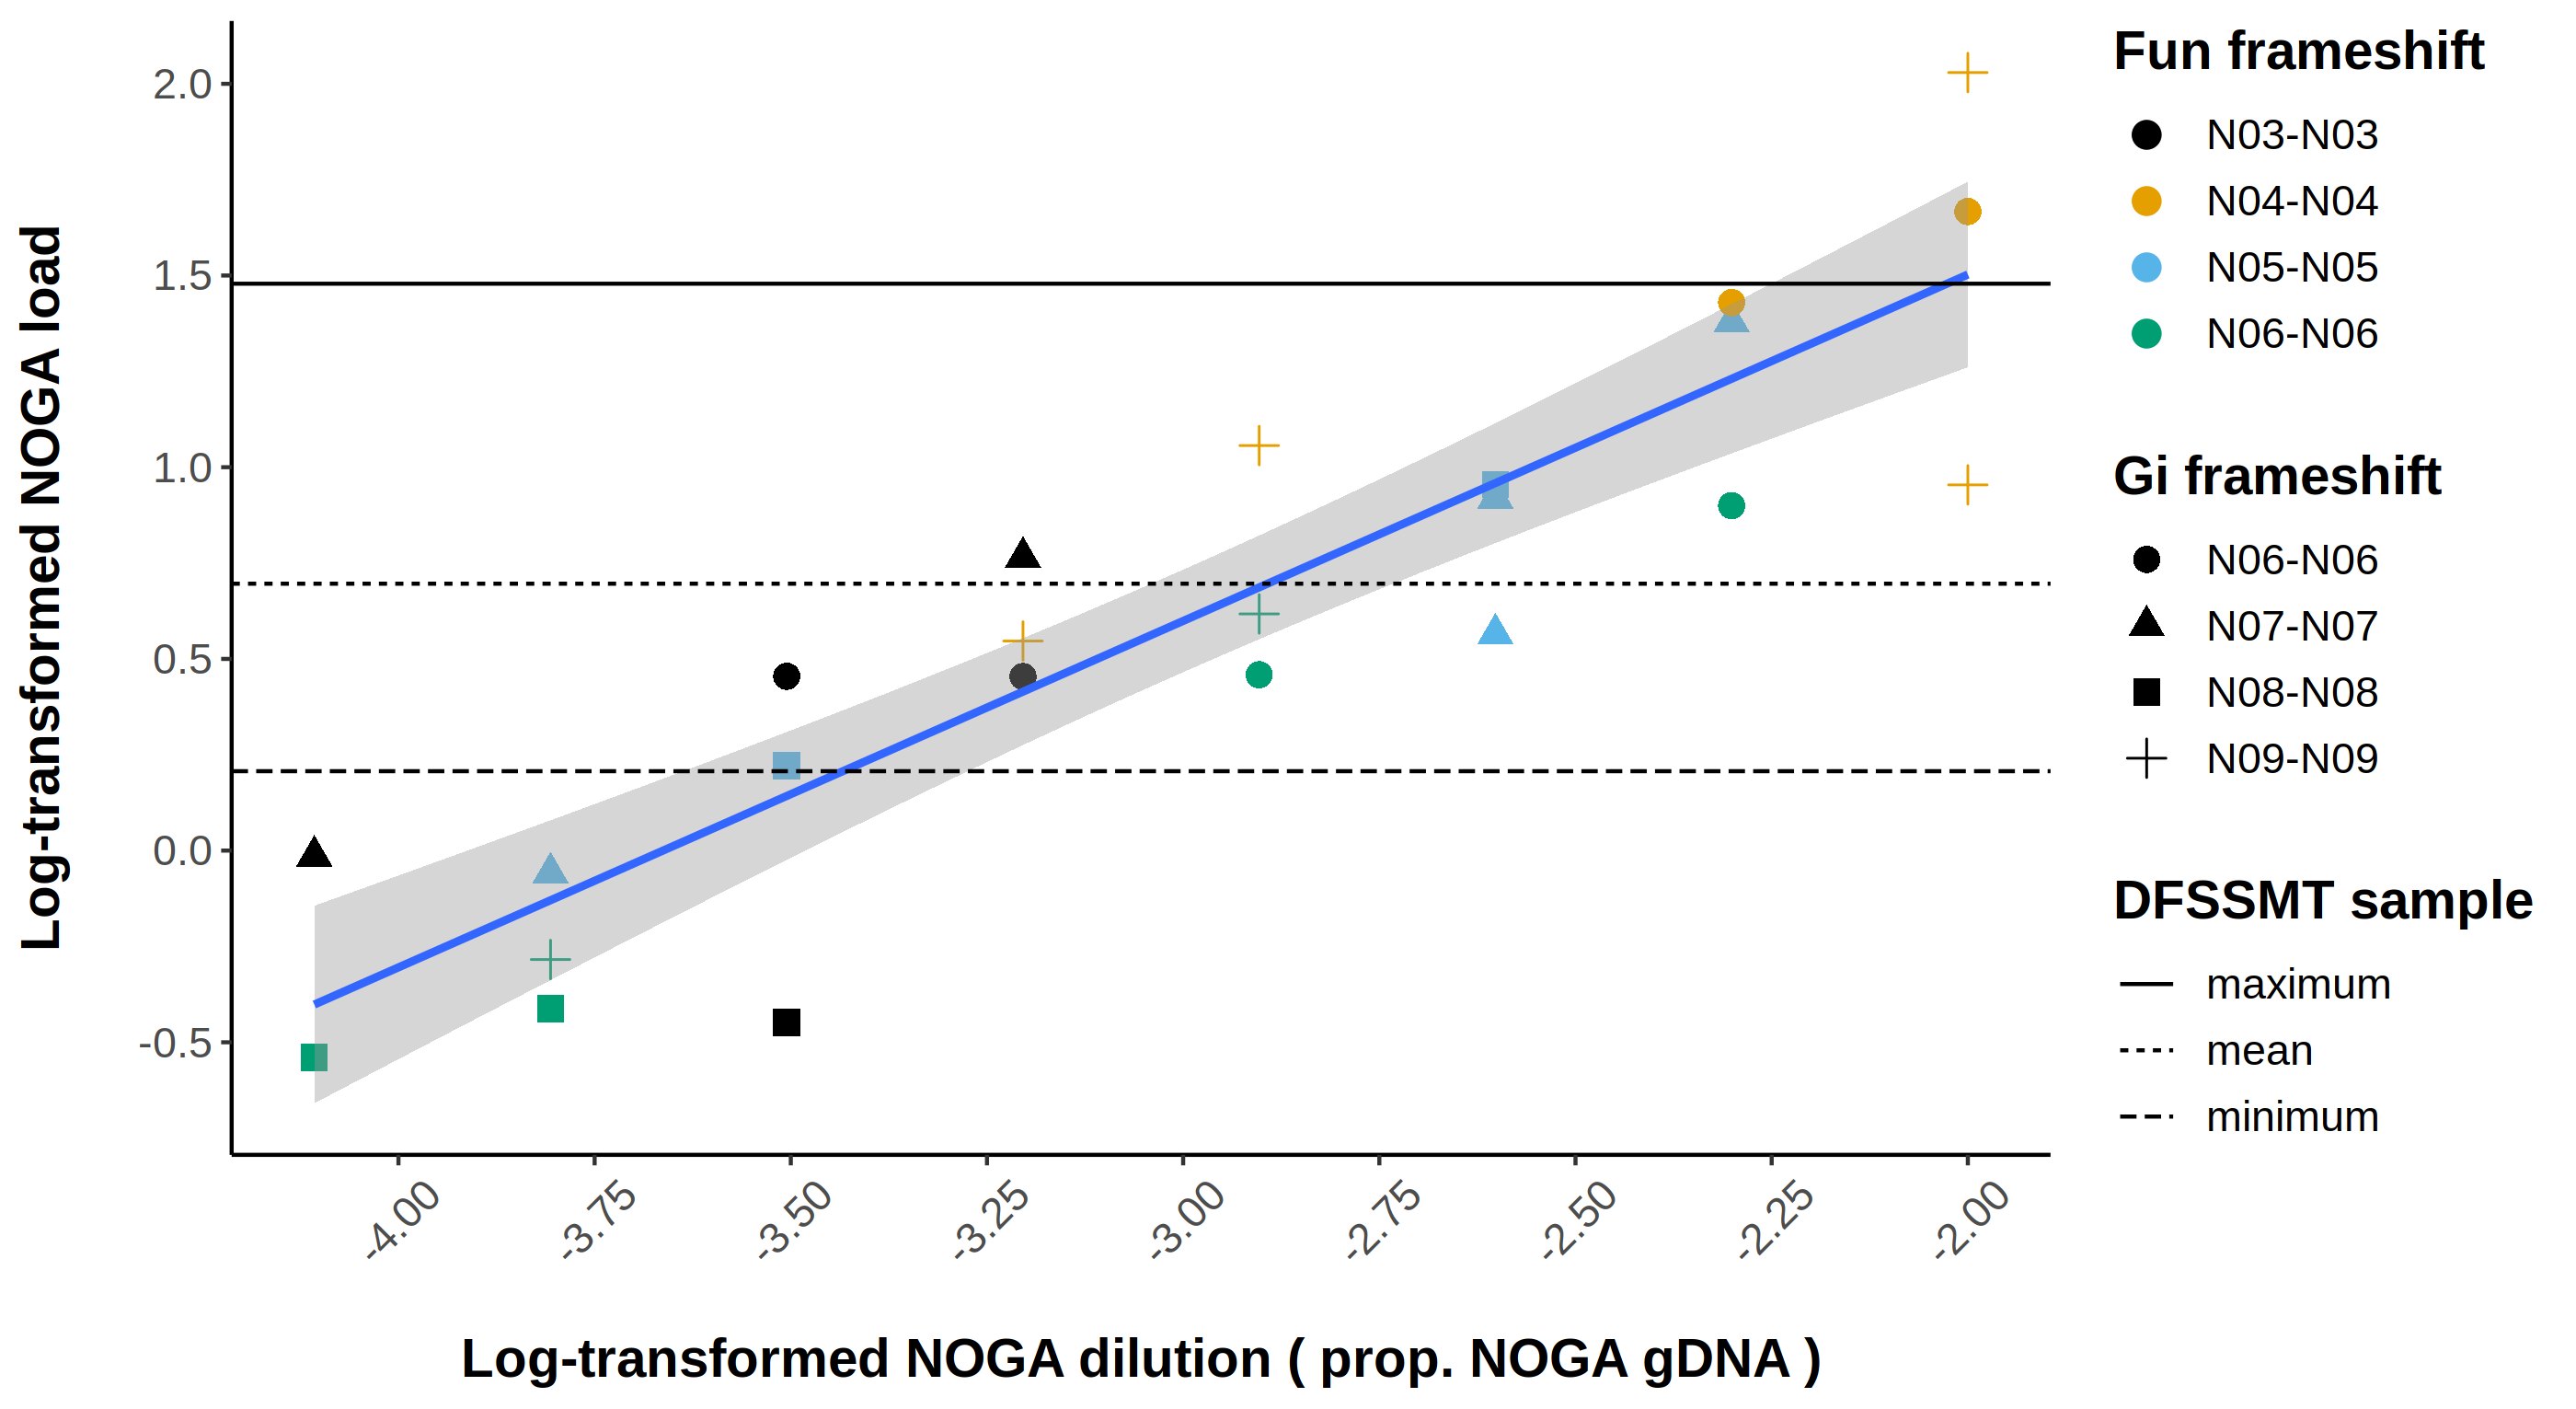 Log-transformed NOGA load
2.0
1.5
1.0
0.5
0.0
-0.5
-4.00
-3.75
-3.50
-3.25
-3.00
-2.75
-2.50
-2.25
-2.00
Log-transformed NOGA dilution ( prop. NOGA gDNA )
Fun frameshift
N03-N03
N04-N04
N05-N05
N06-N06
Gi frameshift
N06-N06
N07-N07
N08-N08
N09-N09
DFSSMT sample
maximum
mean
minimum